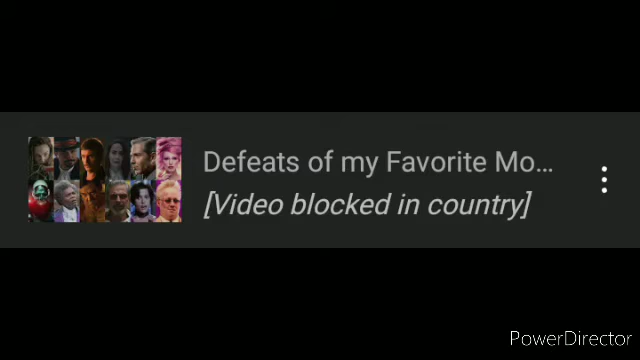 Defeats of my Favorite Mo...
[Video blocked in country]
PowerDirector